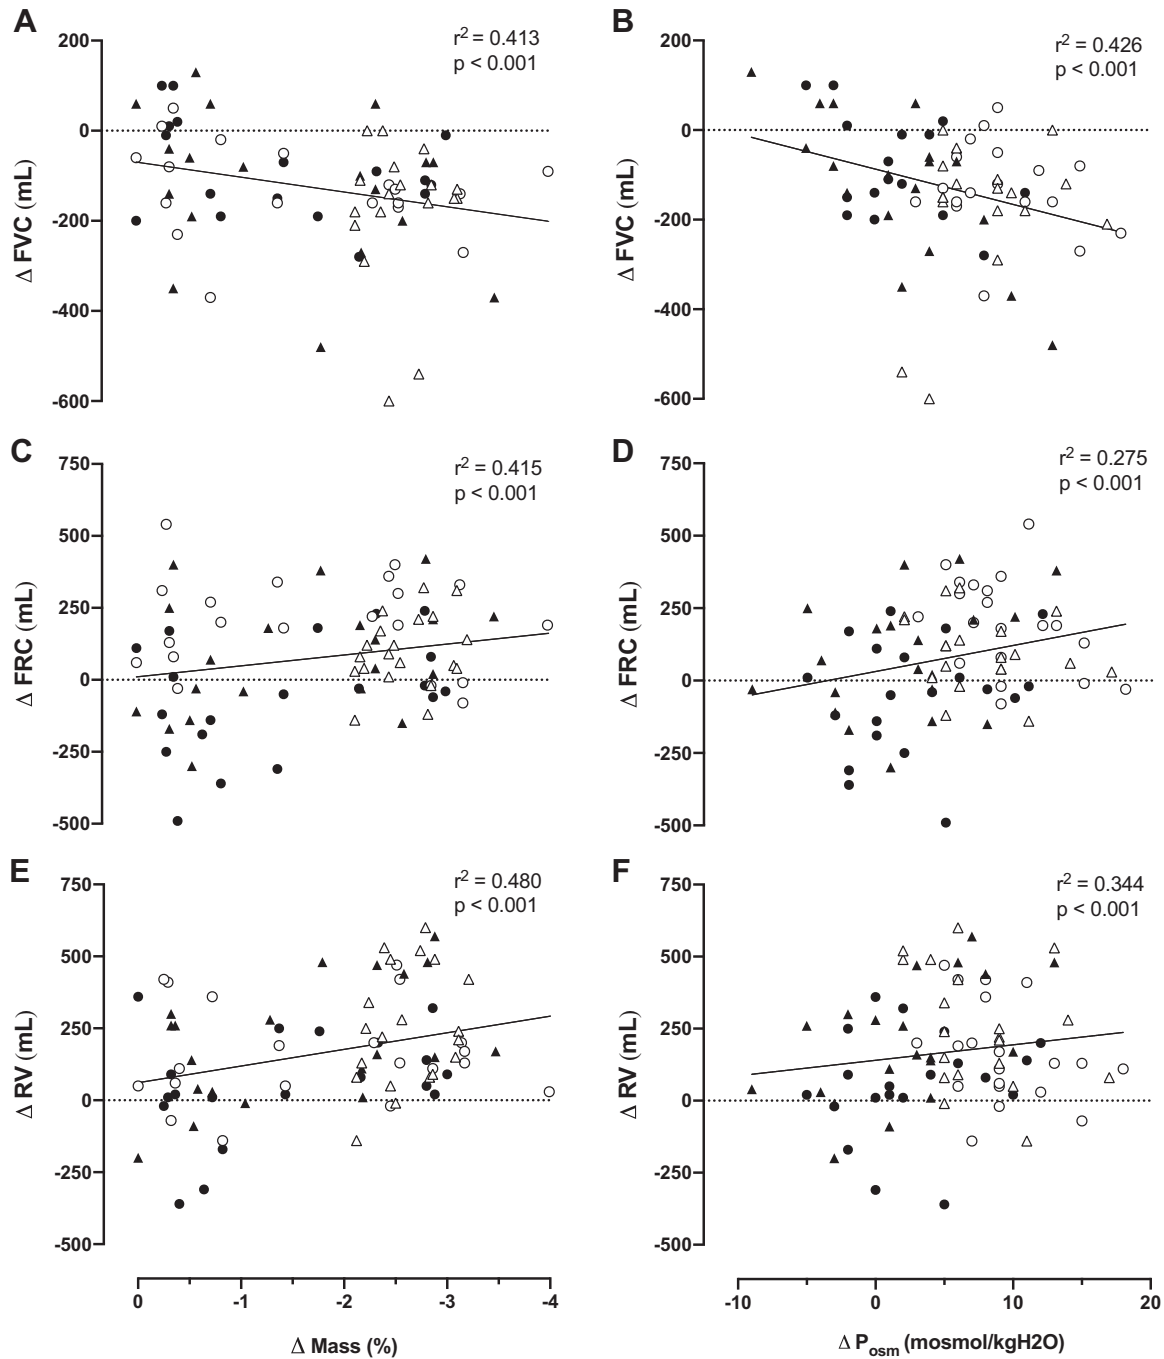 A
r² = 0.413
p < 0.001
200
0
-200
-400
-600
Δ FVC (mL)
B
r² = 0.426
p < 0.001
200
0
-200
-400
-600
Δ FVC (mL)
C
r² = 0.415
p < 0.001
750
500
250
0
-250
-500
Δ FRC (mL)
D
r² = 0.275
p < 0.001
750
500
250
0
-250
-500
Δ FRC (mL)
E
r² = 0.480
p < 0.001
750
500
250
0
-250
-500
Δ RV (mL)
0 -1 -2 -3 -4
Δ Mass (%)
F
r² = 0.344
p < 0.001
750
500
250
0
-250
-500
Δ RV (mL)
-10 0 10 20
Δ Posm (mosmol/kgH2O)